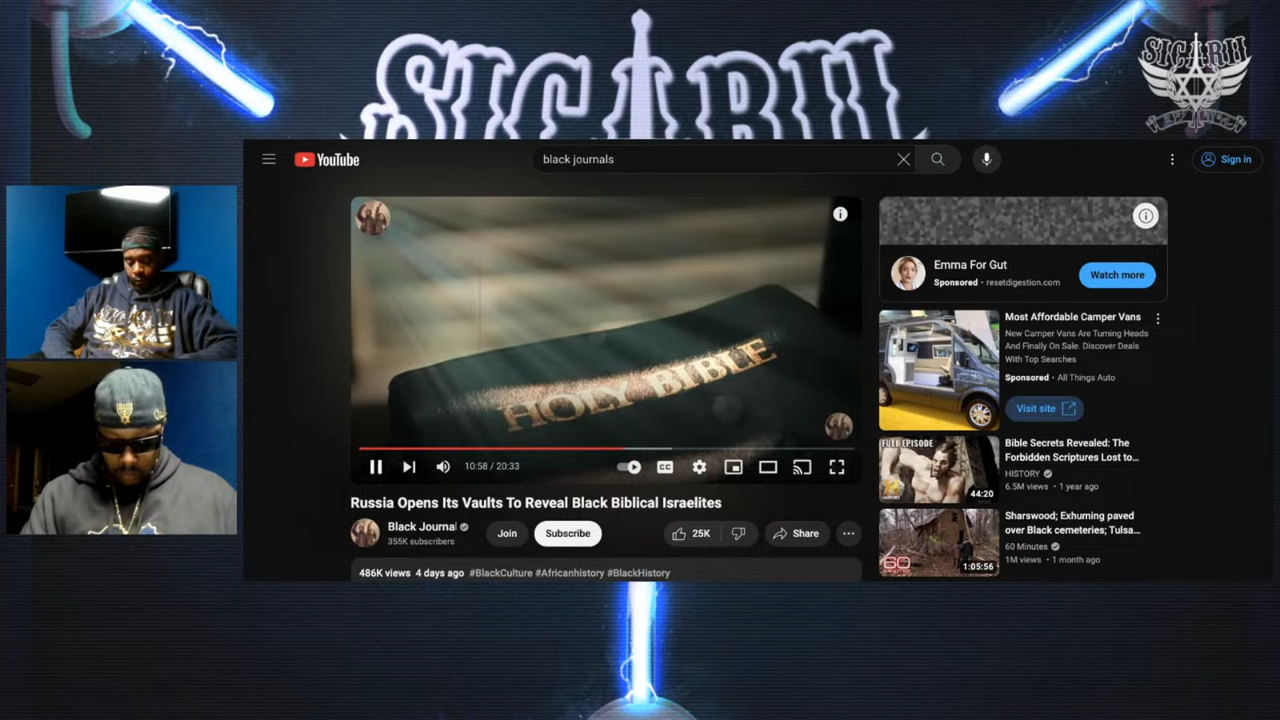 SICARII
SICARII
YouTube
black journals
Sign in
HOLY BIBLE
10:58 / 20:33
CC
Russia Opens Its Vaults To Reveal Black Biblical Israelites
Black Journal
355K subscribers
Join
Subscribe
25K
Share
486K views 4 days ago #BlackCulture #Africanhistory #BlackHistory
Emma For Gut
Sponsored · resetdigestion.com
Watch more
Most Affordable Camper Vans
New Camper Vans Are Turning Heads
And Finally On Sale. Discover Deals
With Top Searches
Sponsored · All Things Auto
Visit site
FULL EPISODE
44:20
Bible Secrets Revealed: The
Forbidden Scriptures Lost to...
HISTORY
6.5M views · 1 year ago
60
1:05:56
Sharswood; Exhuming paved
over Black cemeteries; Tulsa...
60 Minutes
1M views · 1 month ago